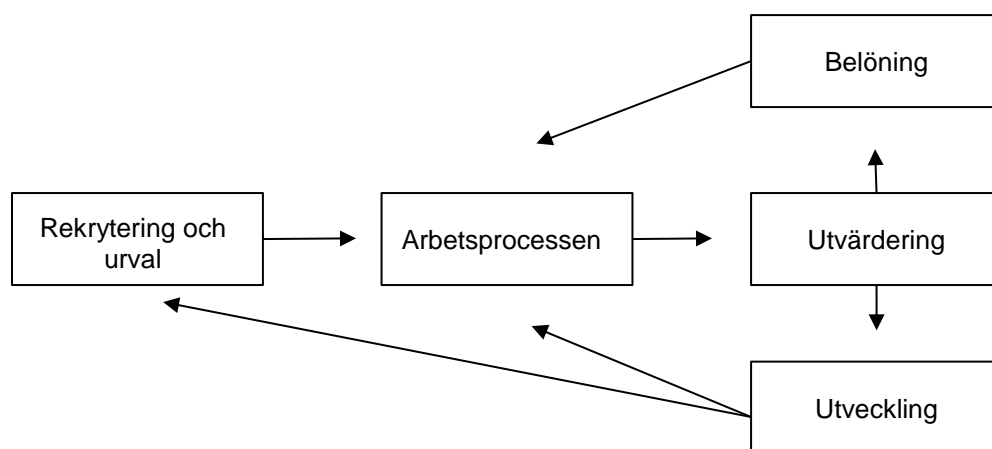 Belöning
Rekrytering och
urval
Arbetsprocessen
Utvärdering
Utveckling